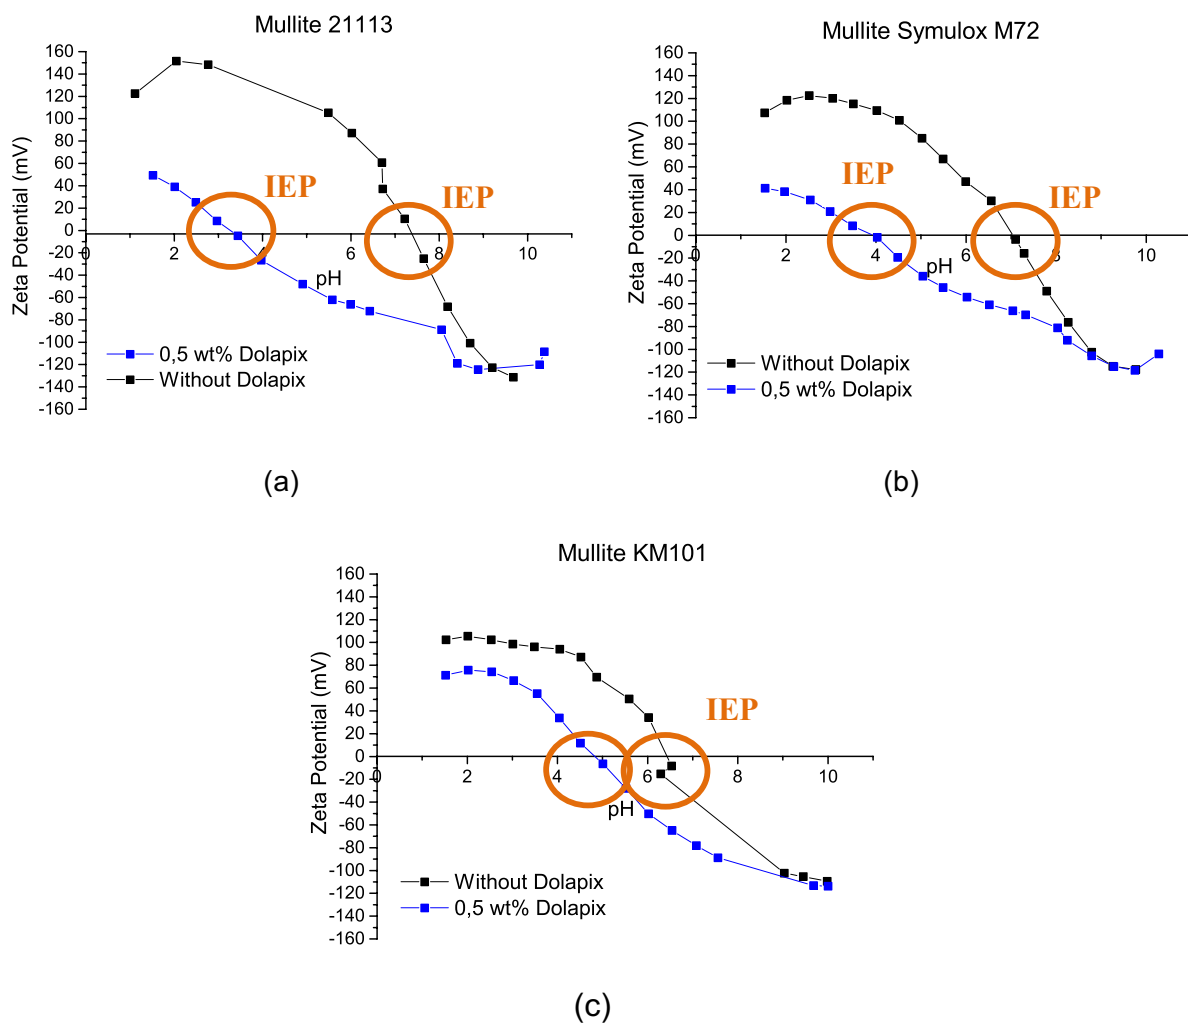 Mullite 21113
160
140
120
100
80
60
40
20
0
-20
-40
-60
-80
-100
-120
-140
-160
Zeta Potential (mV)
0 2 4 6 8 10
pH
IEP
IEP
0,5 wt% Dolapix
Without Dolapix
(a)
Mullite Symulox M72
160
140
120
100
80
60
40
20
0
-20
-40
-60
-80
-100
-120
-140
-160
Zeta Potential (mV)
0 2 4 6 8 10
pH
IEP
IEP
Without Dolapix
0,5 wt% Dolapix
(b)
Mullite KM101
160
140
120
100
80
60
40
20
0
-20
-40
-60
-80
-100
-120
-140
-160
Zeta Potential (mV)
0 2 4 6 8 10
pH
IEP
Without Dolapix
0,5 wt% Dolapix
(c)